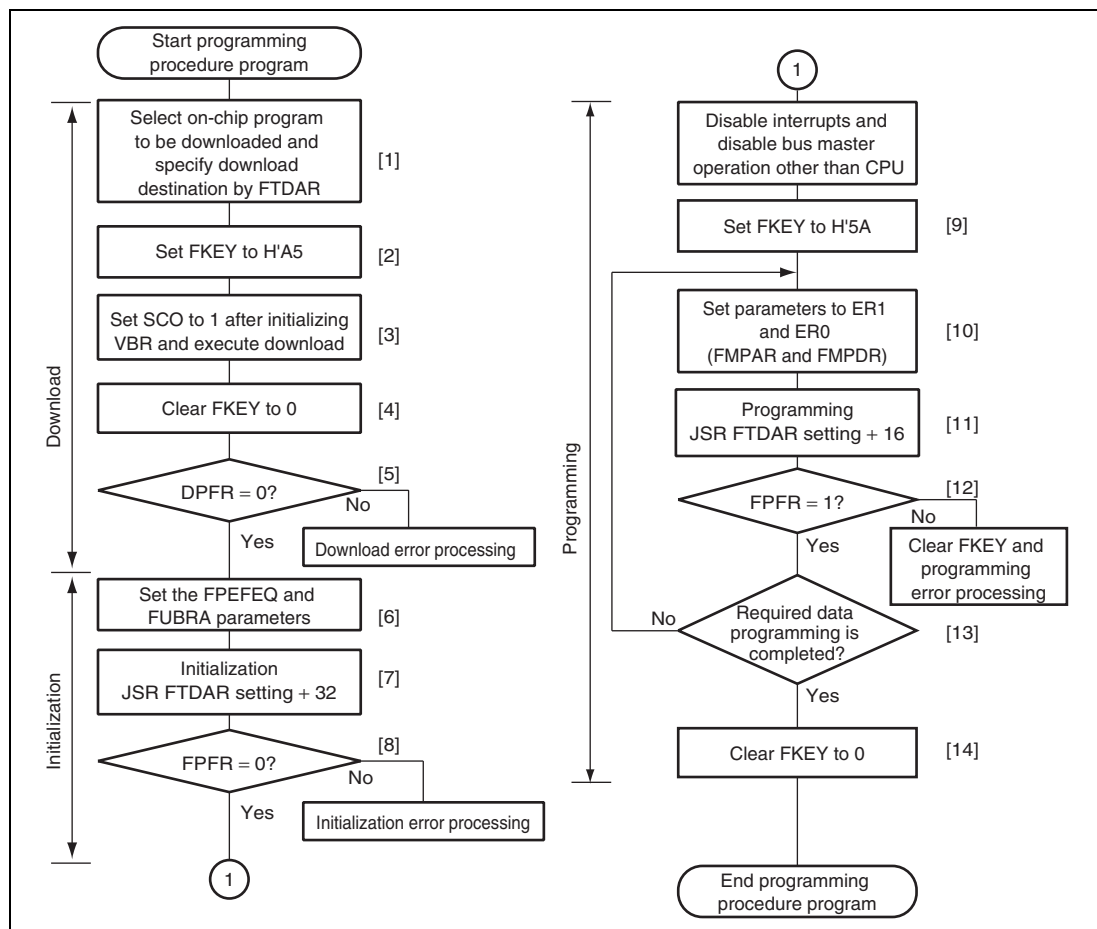 Start programming
procedure program
Download
Select on-chip program
to be downloaded and
specify download
destination by FTDAR
[1]
Set FKEY to H'A5
[2]
Set SCO to 1 after initializing
VBR and execute download
[3]
Clear FKEY to 0
[4]
DPFR = 0?
[5]
No
Yes
Download error processing
Initialization
Set the FPEFEQ and
FUBRA parameters
[6]
Initialization
JSR FTDAR setting + 32
[7]
FPFR = 0?
[8]
No
Yes
Initialization error processing
1
1
Programming
Disable interrupts and
disable bus master
operation other than CPU
Set FKEY to H'5A
[9]
Set parameters to ER1
and ER0
(FMPAR and FMPDR)
[10]
Programming
JSR FTDAR setting + 16
[11]
FPFR = 1?
[12]
No
Yes
Clear FKEY and
programming
error processing
Required data
programming is
completed?
No
[13]
Yes
Clear FKEY to 0
[14]
End programming
procedure program